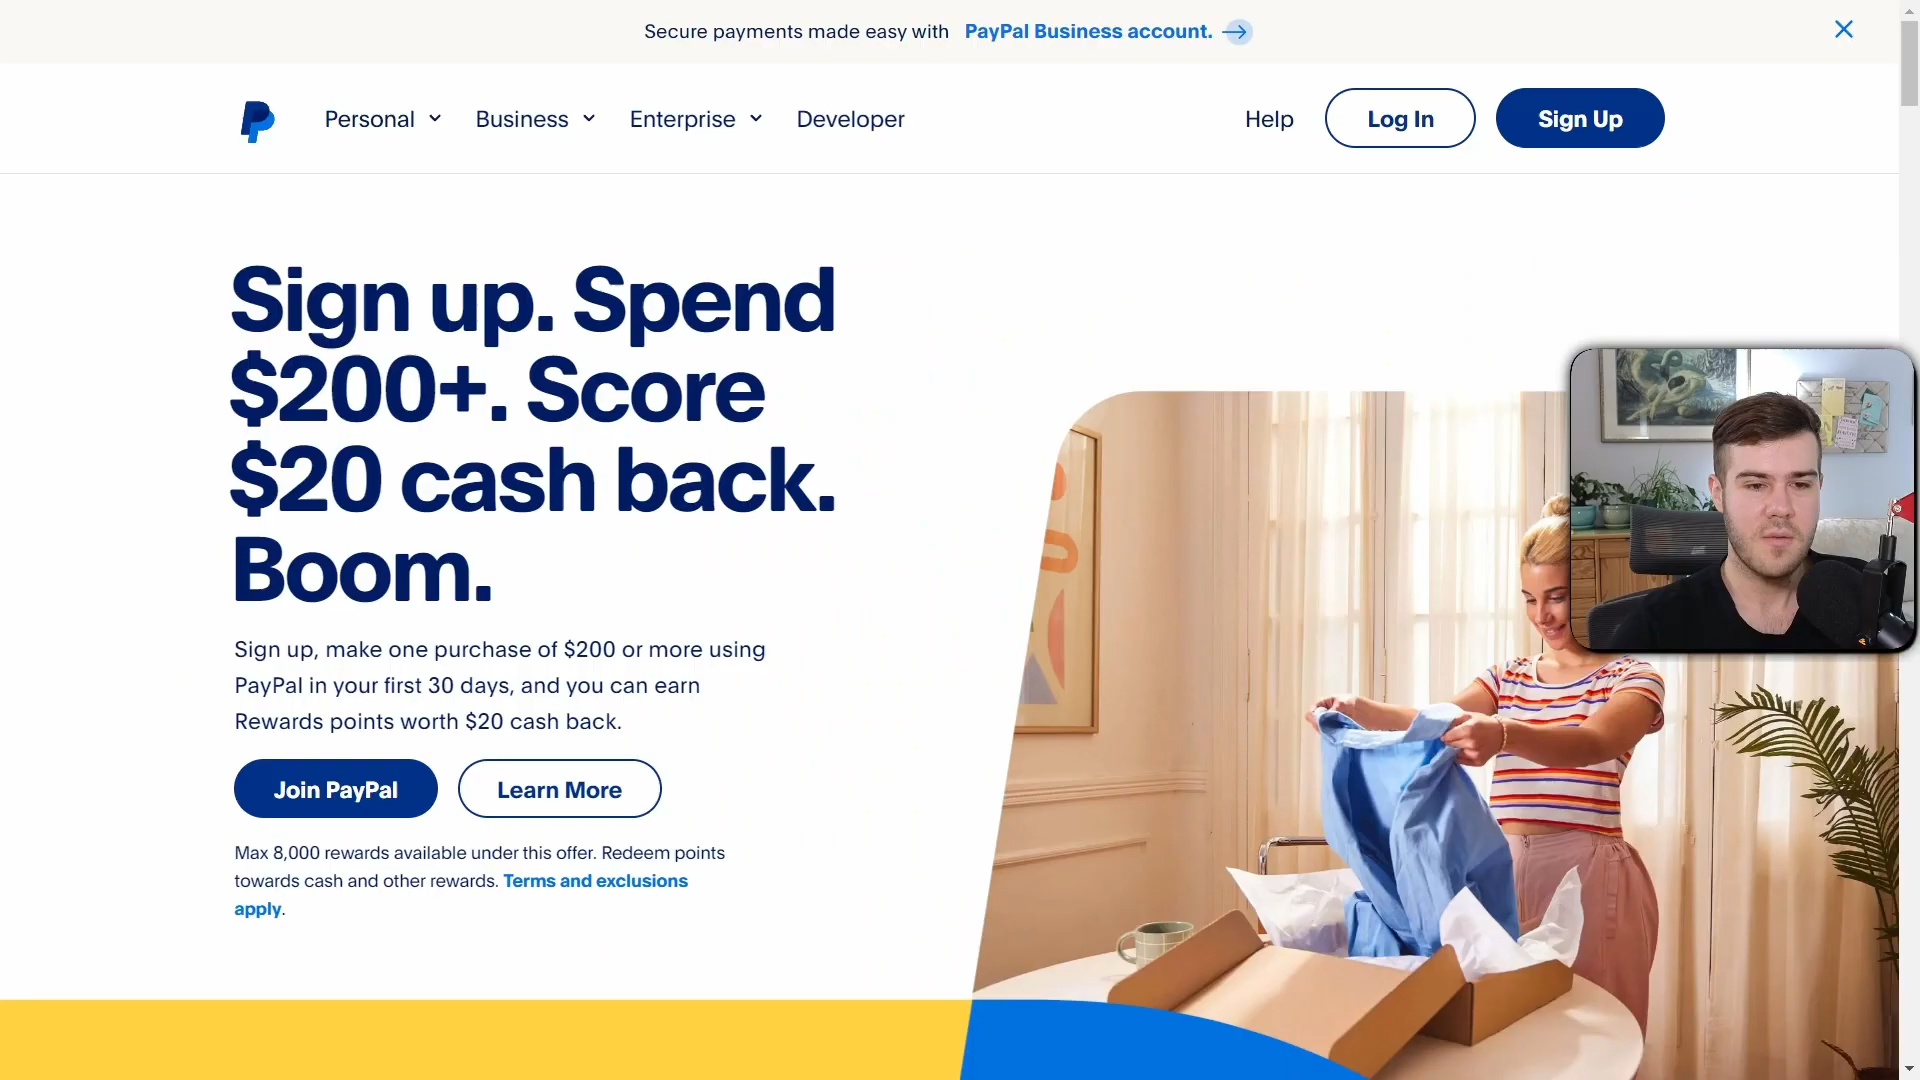 Secure payments made easy with PayPal Business account.
Personal Business Enterprise Developer Help Log In Sign Up
Sign up. Spend
$200+. Score
$20 cash back.
Boom.
Sign up, make one purchase of $200 or more using
PayPal in your first 30 days, and you can earn
Rewards points worth $20 cash back.
Join PayPal Learn More
Max 8,000 rewards available under this offer. Redeem points
towards cash and other rewards. Terms and exclusions
apply.